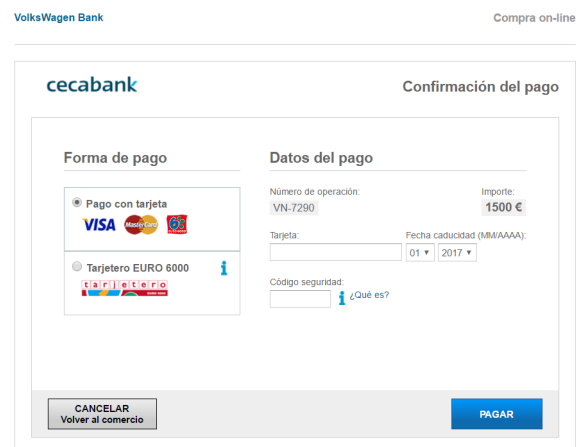 VolksWagen Bank
Compra on-line
cecabank
Confirmación del pago
Forma de pago
Datos del pago
Pago con tarjeta
VISA MasterCard 6000
Tarjetero EURO 6000
tarjetero
Número de operación:
Importe:
VN-7290
1500 €
Tarjeta:
Fecha caducidad (MM/AAAA):
01 2017
Código seguridad:
¿Qué es?
CANCELAR
Volver al comercio
PAGAR